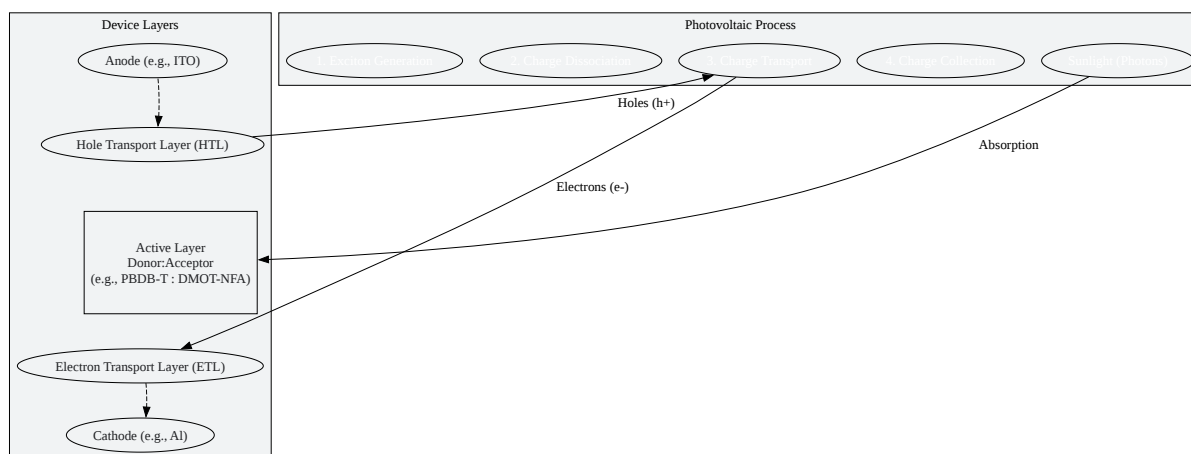 Device Layers
Photovoltaic Process
Anode (e.g., ITO)
1. Exciton Generation
2. Charge Dissociation
3. Charge Transport
4. Charge Collection
Sunlight (Photon)
Holes (h+)
Hole Transport Layer (HTL)
Absorption
Electrons (e-)
Active Layer
Donor:Acceptor
(e.g., PBDB-T : DMOT-NFA)
Electron Transport Layer (ETL)
Cathode (e.g., Al)